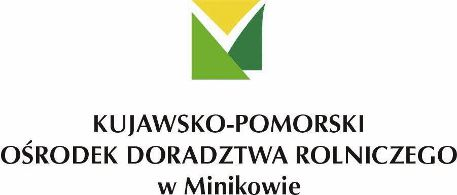 KUJAWSKO-POMORSKI
OŚRODEK DORADZTWA ROLNICZEGO
w Minikowie